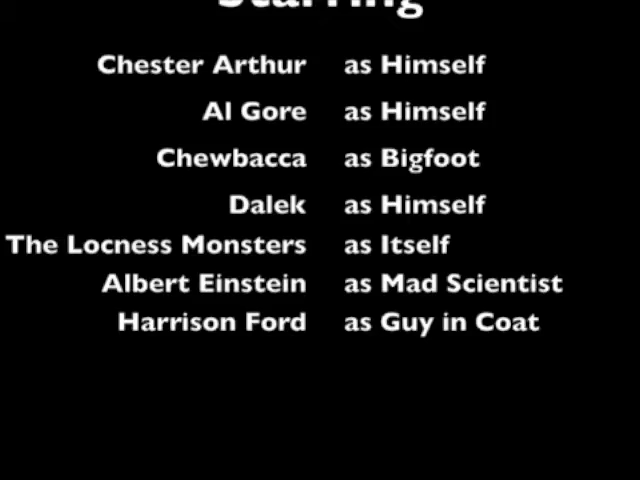 Starring
Chester Arthur as Himself
Al Gore as Himself
Chewbacca as Bigfoot
Dalek as Himself
The Locness Monsters as Itself
Albert Einstein as Mad Scientist
Harrison Ford as Guy in Coat